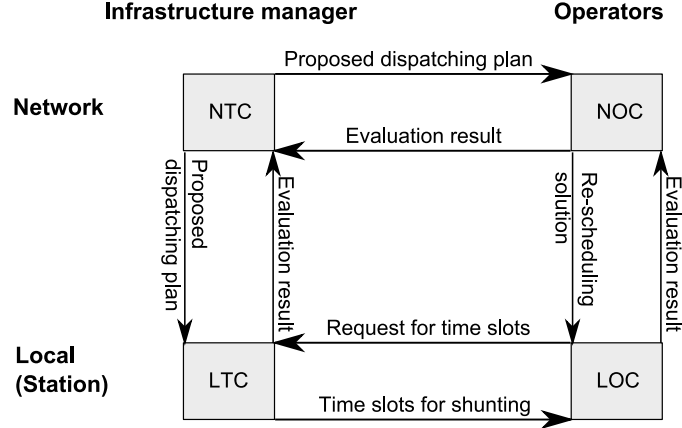 Infrastructure manager
Operators
Proposed dispatching plan
Network
NTC
NOC
Evaluation result
Proposed
dispatching plan
Evaluation result
Re-scheduling
solution
Evaluation result
Request for time slots
Local
(Station)
LTC
LOC
Time slots for shunting